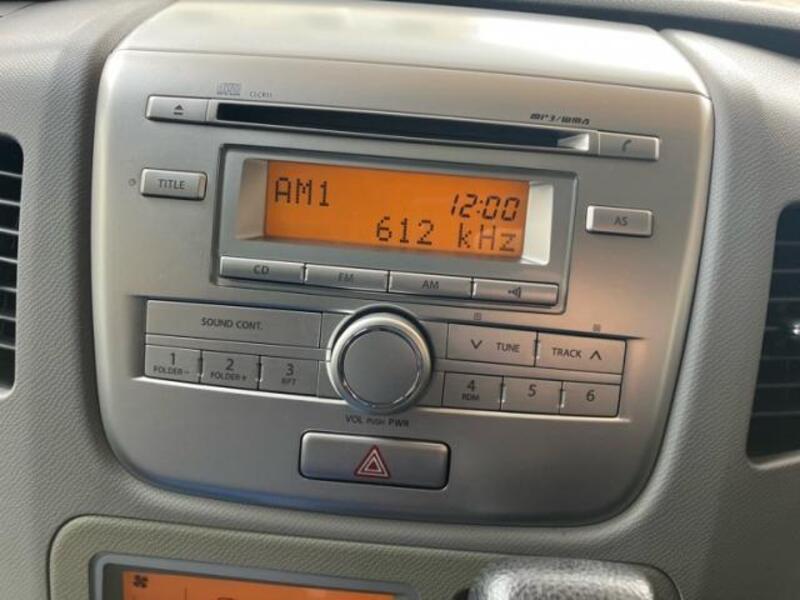 CLCR11
MP3/WMA
TITLE
AM1 12:00
612 kHz
AS
CD FM AM
SOUND CONT.
TUNE TRACK
1 2 3 4 5 6
FOLDER− FOLDER+ RPT RDM
VOL PUSH PWR